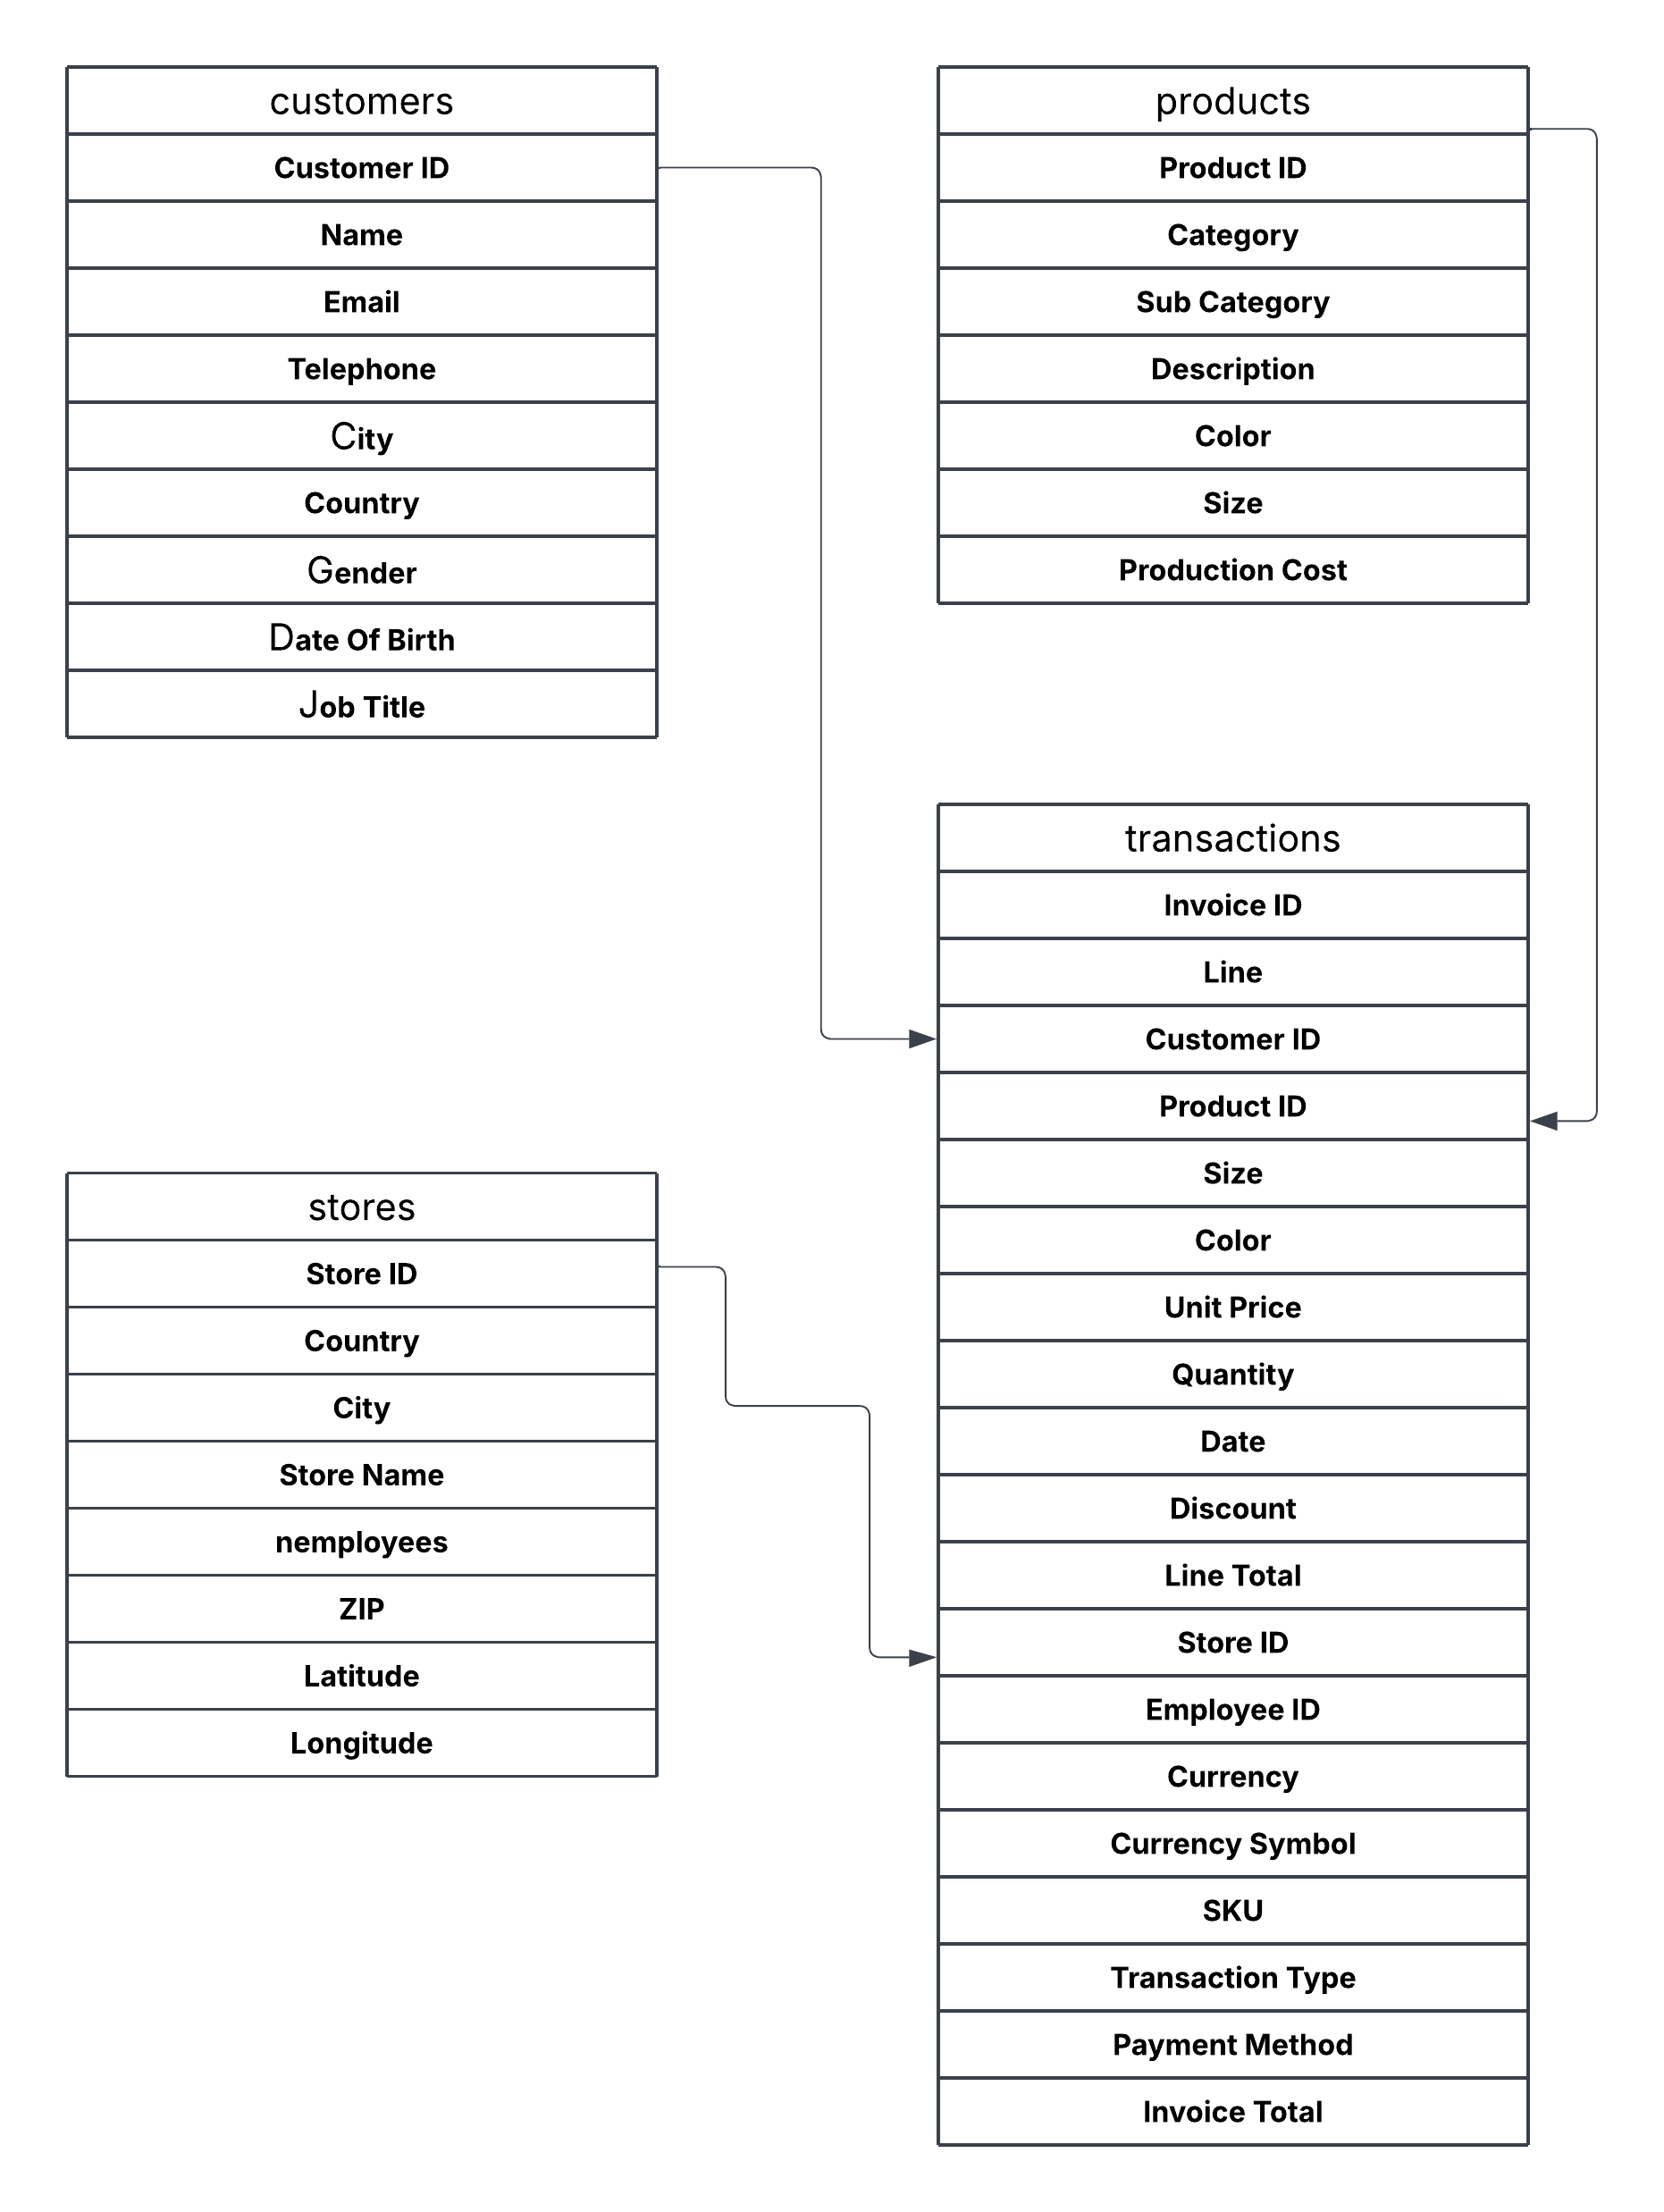 customers
Customer ID
Name
Email
Telephone
City
Country
Gender
Date Of Birth
Job Title
products
Product ID
Category
Sub Category
Description
Color
Size
Production Cost
stores
Store ID
Country
City
Store Name
nemployees
ZIP
Latitude
Longitude
transactions
Invoice ID
Line
Customer ID
Product ID
Size
Color
Unit Price
Quantity
Date
Discount
Line Total
Store ID
Employee ID
Currency
Currency Symbol
SKU
Transaction Type
Payment Method
Invoice Total